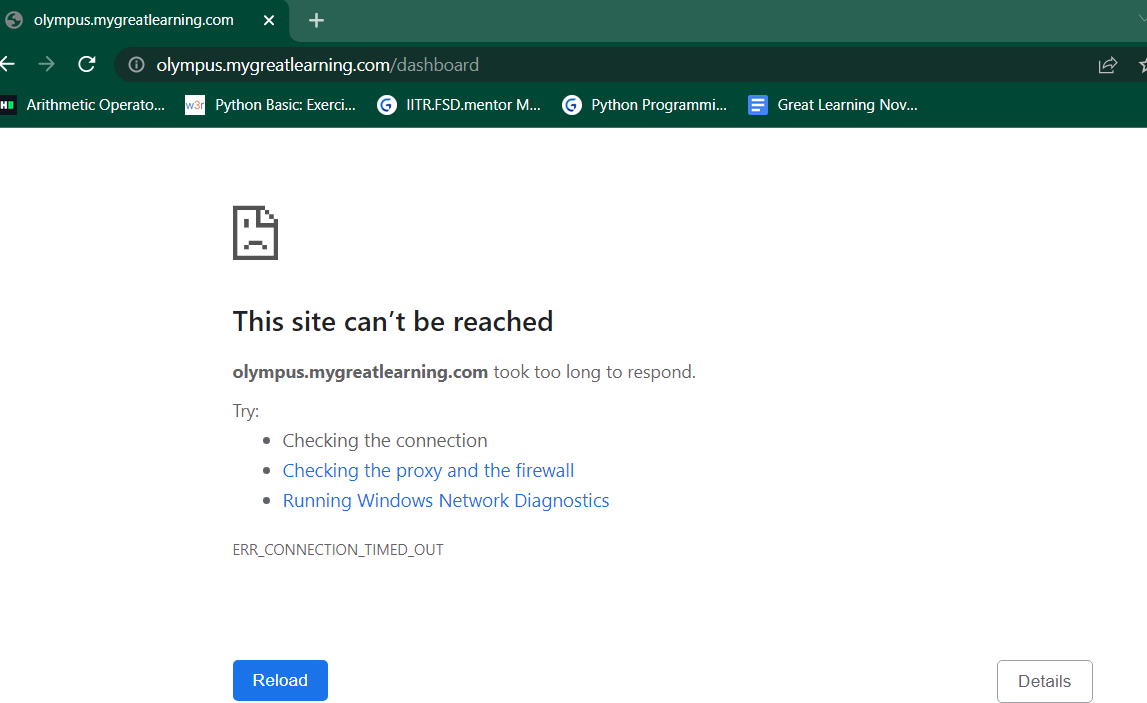 olympus.mygreatlearning.com
olympus.mygreatlearning.com/dashboard
H Arithmetic Operato... w3r Python Basic: Exerci... G IITR.FSD.mentor M... G Python Programmi... Great Learning Nov...
This site can’t be reached
olympus.mygreatlearning.com took too long to respond.
Try:
Checking the connection
Checking the proxy and the firewall
Running Windows Network Diagnostics
ERR_CONNECTION_TIMED_OUT
Reload Details